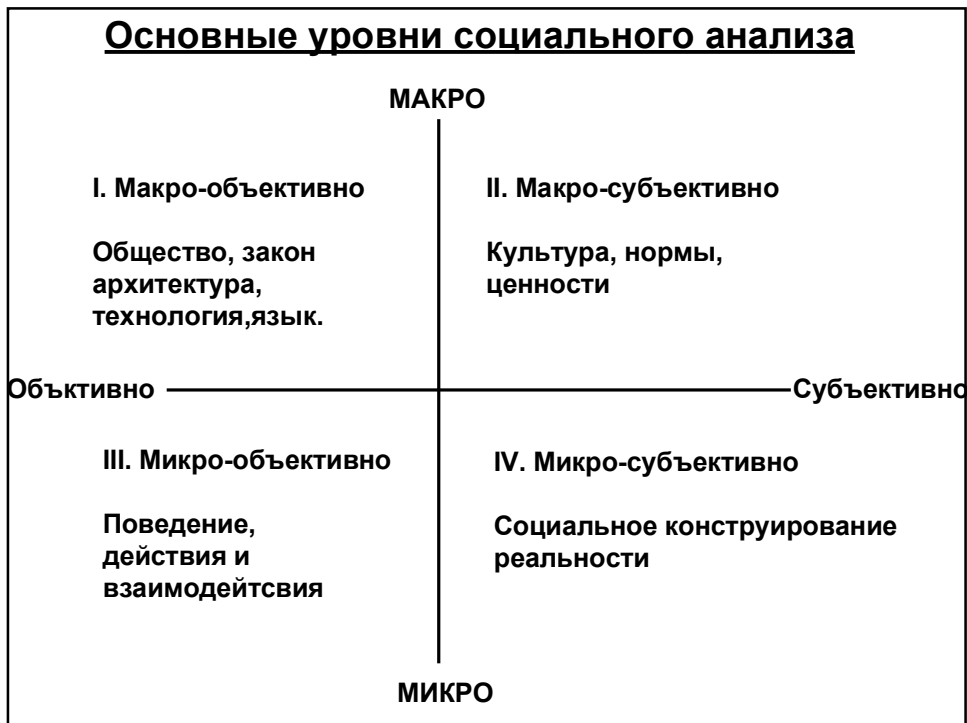 Основные уровни социального анализа
МАКРО
I. Макро-объективно
Общество, закон
архитектура,
технология,язык.
II. Макро-субъективно
Культура, нормы,
ценности
Объктивно
Субъективно
III. Микро-объективно
Поведение,
действия и
взаимодейтсвия
IV. Микро-субъективно
Социальное конструирование
реальности
МИКРО